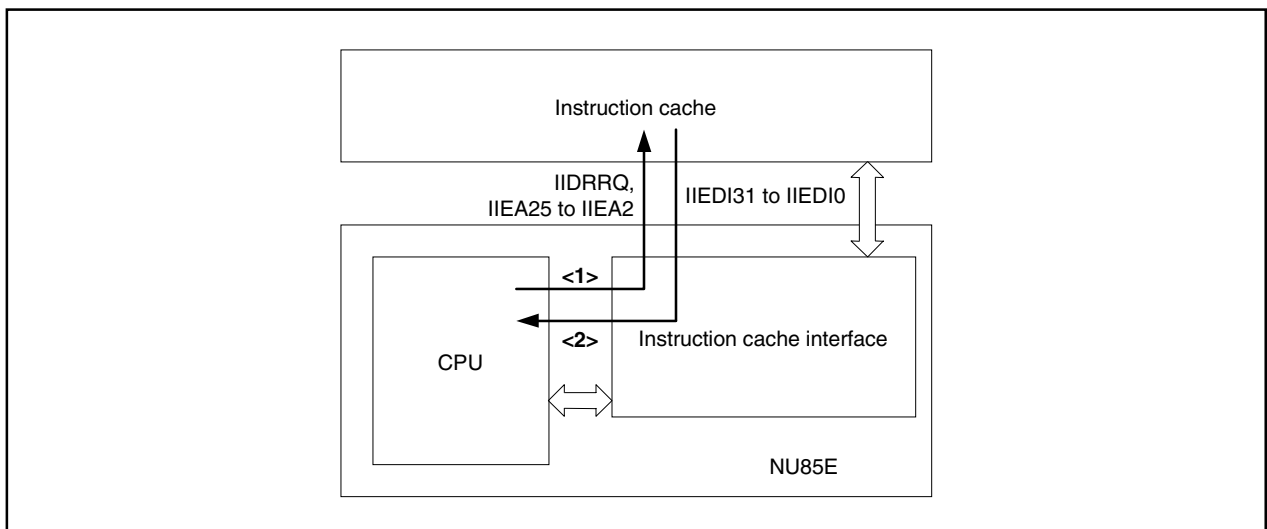 Instruction cache
IIDRRQ,
IIEA25 to IIEA2
IIEDI31 to IIEDI0
<1>
<2>
Instruction cache interface
CPU
NU85E